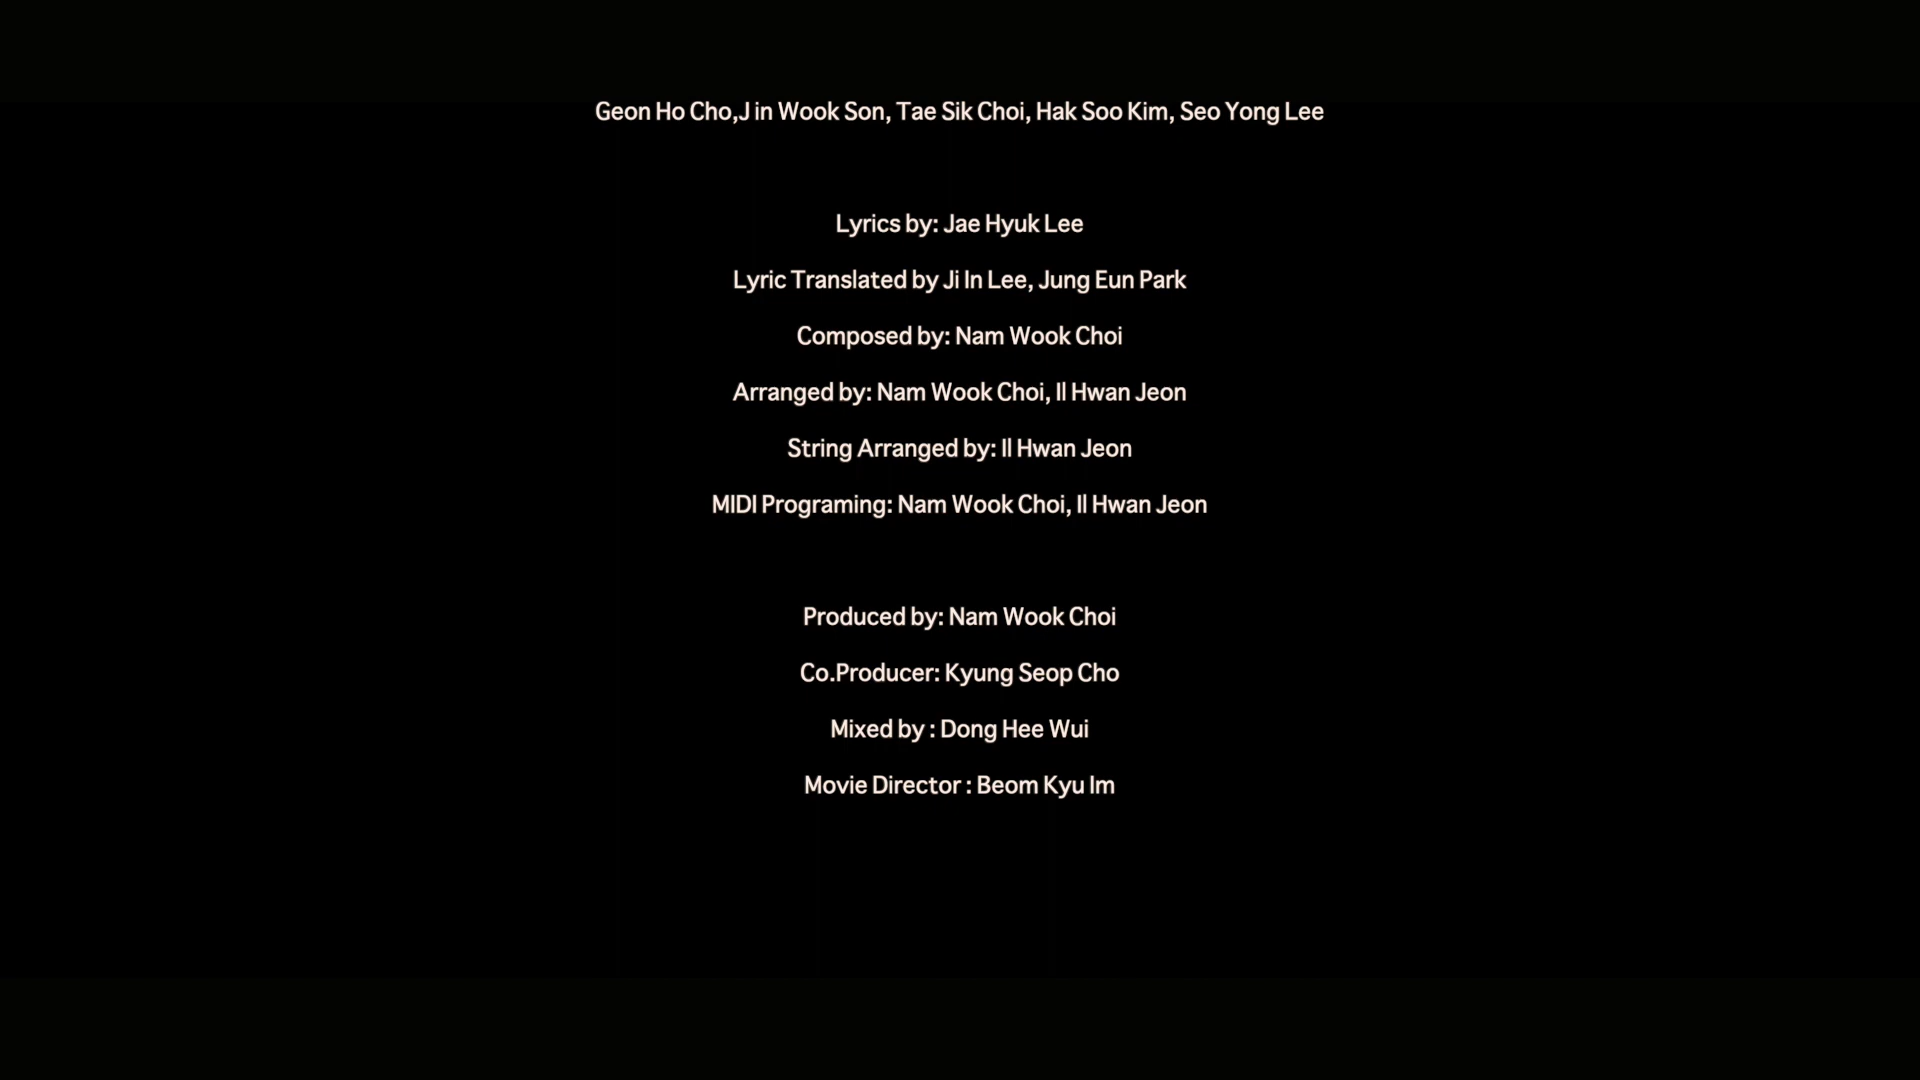 Geon Ho Cho,J in Wook Son, Tae Sik Choi, Hak Soo Kim, Seo Yong Lee
Lyrics by: Jae Hyuk Lee
Lyric Translated by Ji In Lee, Jung Eun Park
Composed by: Nam Wook Choi
Arranged by: Nam Wook Choi, Il Hwan Jeon
String Arranged by: Il Hwan Jeon
MIDI Programing: Nam Wook Choi, Il Hwan Jeon
Produced by: Nam Wook Choi
Co.Producer: Kyung Seop Cho
Mixed by : Dong Hee Wui
Movie Director : Beom Kyu Im